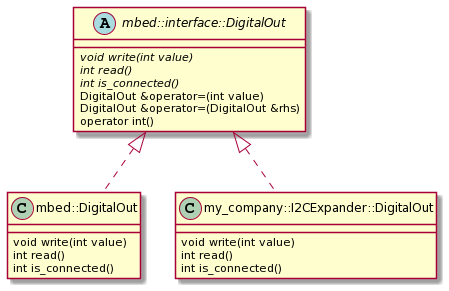 A mbed::interface::DigitalOut
void write(int value)
int read()
int is_connected()
DigitalOut &operator=(int value)
DigitalOut &operator=(DigitalOut &rhs)
operator int()
C mbed::DigitalOut
void write(int value)
int read()
int is_connected()
C my_company::I2CExpander::DigitalOut
void write(int value)
int read()
int is_connected()